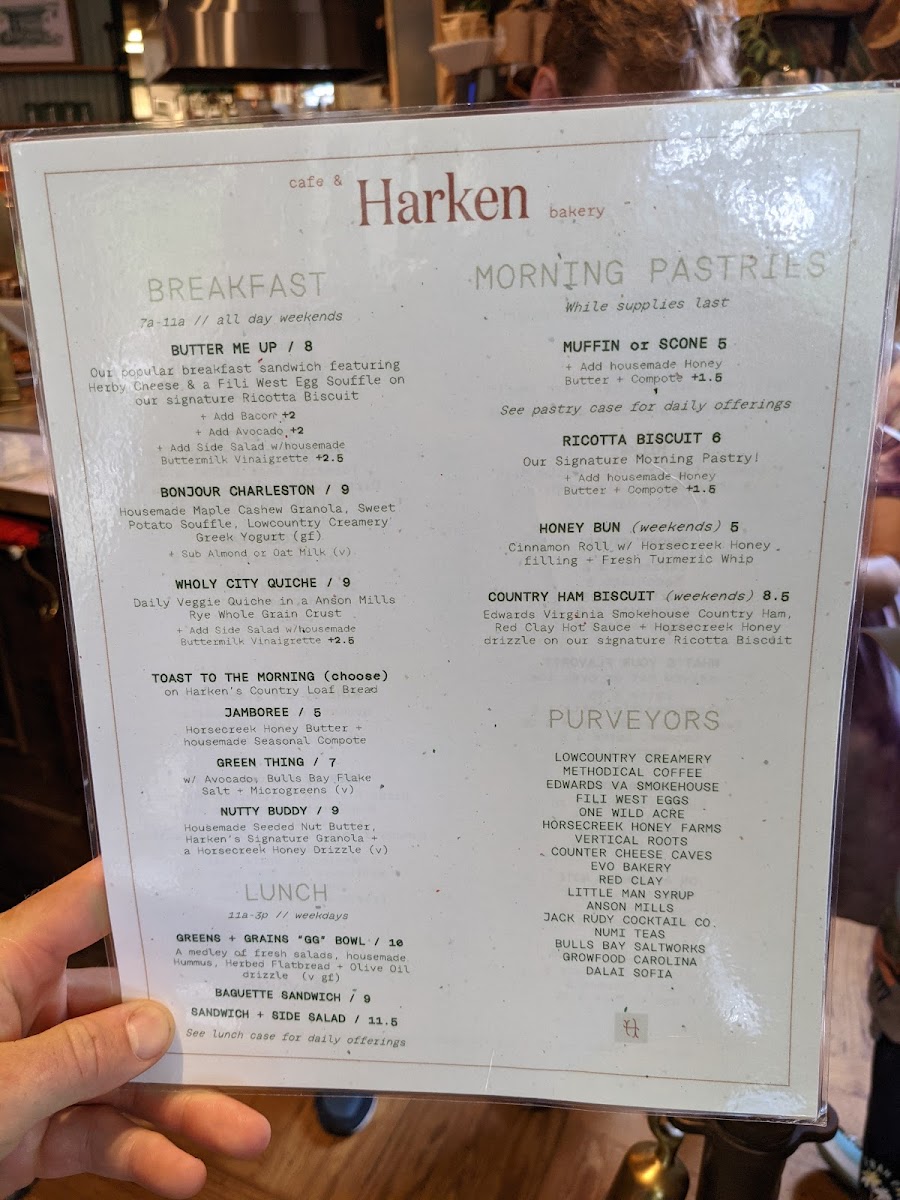 cafe &
Harken
bakery
BREAKFAST
7a-11a // all day weekends
BUTTER ME UP / 8
Our popular breakfast sandwich featuring
Herby Cheese & a Fili West Egg Souffle on
our signature Ricotta Biscuit
+ Add Bacon +2
+ Add Avocado +2
+ Add Side Salad w/housemade
Buttermilk Vinaigrette +2.5
BONJOUR CHARLESTON / 9
Housemade Maple Cashew Granola, Sweet
Potato Souffle, Lowcountry Creamery
Greek Yogurt (gf)
+ Sub Almond or Oat Milk (v)
WHOLY CITY QUICHE / 9
Daily Veggie Quiche in a Anson Mills
Rye Whole Grain Crust
+ Add Side Salad w/housemade
Buttermilk Vinaigrette +2.5
TOAST TO THE MORNING (choose)
on Harken's Country Loaf Bread
JAMBOREE / 5
Horsecreek Honey Butter +
housemade Seasonal Compote
GREEN THING / 7
w/ Avocado, Bulls Bay Flake
Salt + Microgreens (v)
NUTTY BUDDY / 9
Housemade Seeded Nut Butter,
Harken's Signature Granola +
a Horsecreek Honey Drizzle (v)
LUNCH
11a-3p // weekdays
GREENS + GRAINS "GG" BOWL / 10
A medley of fresh salads, housemade
Hummus, Herbed Flatbread + Olive Oil
drizzle (v gf)
BAGUETTE SANDWICH / 9
SANDWICH + SIDE SALAD / 11.5
See lunch case for daily offerings
MORNING PASTRIES
While supplies last
MUFFIN or SCONE 5
+ Add housemade Honey
Butter + Compote +1.5
See pastry case for daily offerings
RICOTTA BISCUIT 6
Our Signature Morning Pastry!
+ Add housemade Honey
Butter + Compote +1.5
HONEY BUN (weekends) 5
Cinnamon Roll w/ Horsecreek Honey
filling + Fresh Turmeric Whip
COUNTRY HAM BISCUIT (weekends) 8.5
Edwards Virginia Smokehouse Country Ham,
Red Clay Hot Sauce + Horsecreek Honey
drizzle on our signature Ricotta Biscuit
PURVEYORS
LOWCOUNTRY CREAMERY
METHODICAL COFFEE
EDWARDS VA SMOKEHOUSE
FILI WEST EGGS
ONE WILD ACRE
HORSECREEK HONEY FARMS
VERTICAL ROOTS
COUNTER CHEESE CAVES
EVO BAKERY
RED CLAY
LITTLE MAN SYRUP
ANSON MILLS
JACK RUDY COCKTAIL CO.
NUMI TEAS
BULLS BAY SALTWORKS
GROWFOOD CAROLINA
DALAI SOFIA